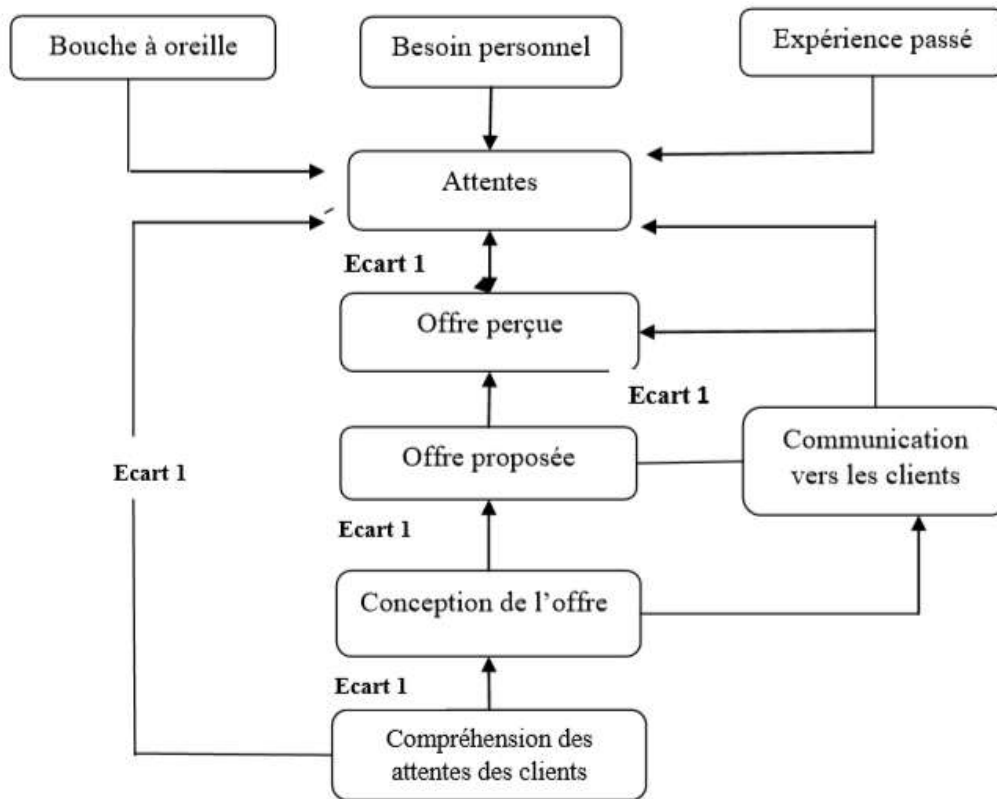 Bouche à oreille
Besoin personnel
Expérience passé
Attentes
Ecart 1
Offre perçue
Ecart 1
Offre proposée
Communication
vers les clients
Ecart 1
Ecart 1
Conception de l’offre
Ecart 1
Compréhension des
attentes des clients